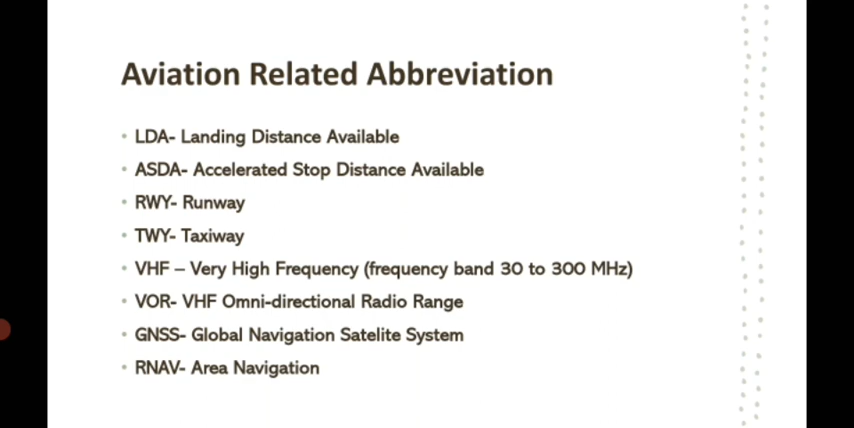 Aviation Related Abbreviation
• LDA- Landing Distance Available
• ASDA- Accelerated Stop Distance Available
• RWY- Runway
• TWY- Taxiway
• VHF – Very High Frequency (frequency band 30 to 300 MHz)
• VOR- VHF Omni-directional Radio Range
• GNSS- Global Navigation Satelite System
• RNAV- Area Navigation